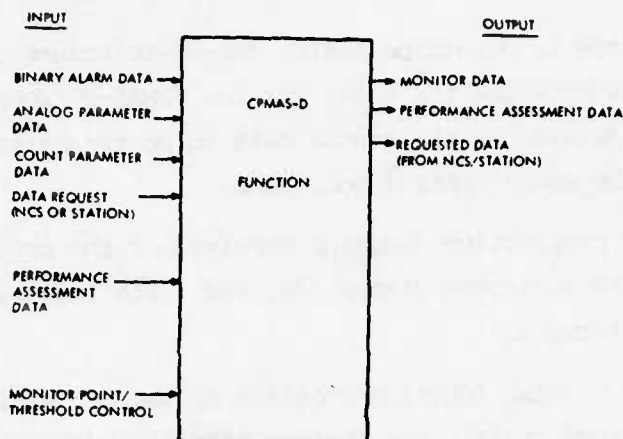 INPUT
OUTPUT
BINARY ALARM DATA
ANALOG PARAMETER
DATA
COUNT PARAMETER
DATA
DATA REQUEST
(NCS OR STATION)
PERFORMANCE
ASSESSMENT
DATA
MONITOR POINT/
THRESHOLD CONTROL
CPMAS-D
FUNCTION
MONITOR DATA
PERFORMANCE ASSESSMENT DATA
REQUESTED DATA
(FROM NCS/STATION)